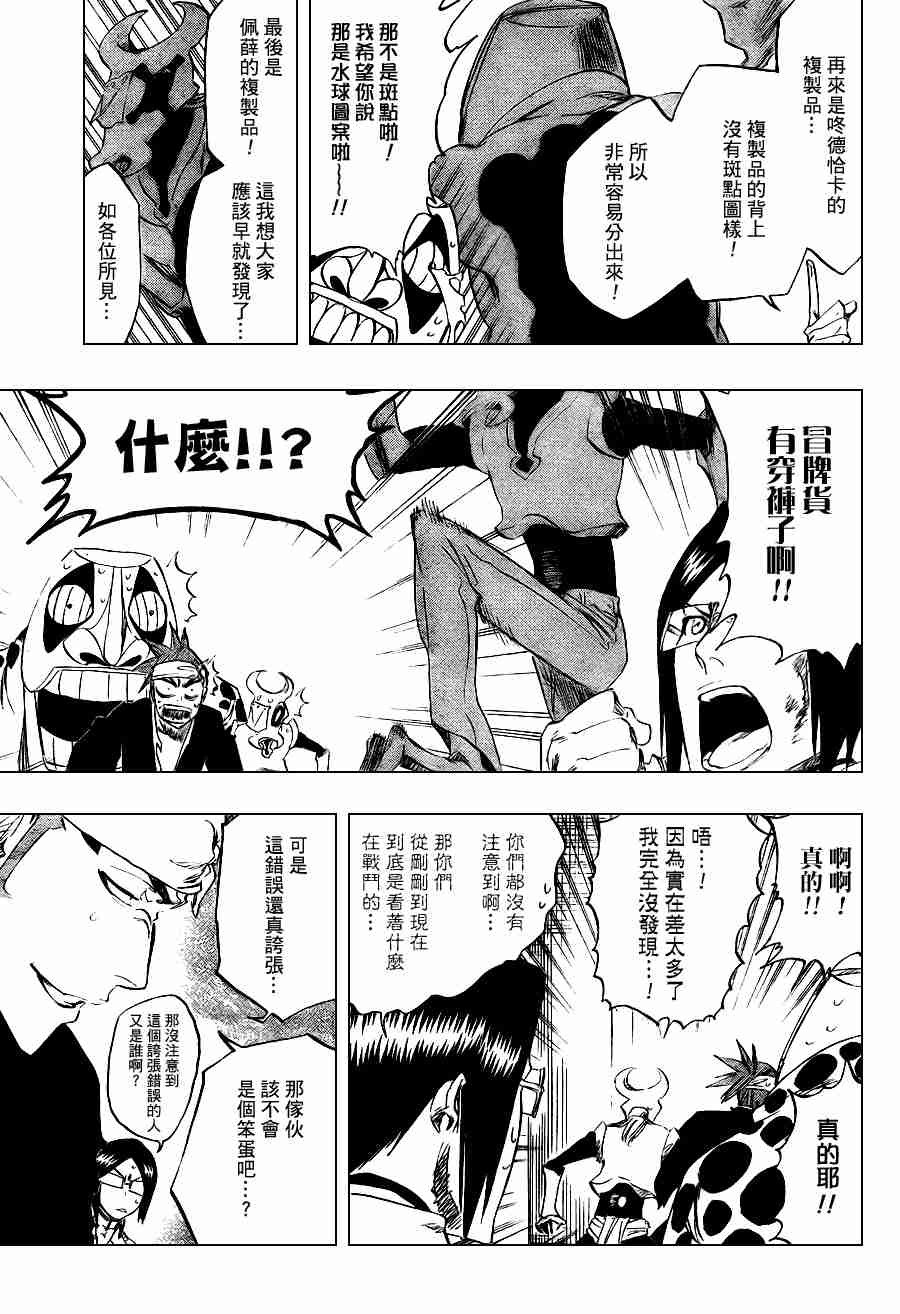 再來是咚德恰卡的
複製品…
複製品的背上
沒有斑點圖樣！
所以
非常容易分出來！
那不是斑點啦！
我希望你說
那是水球圖案啦~~!!
最後是
佩薛的複製品！
這我想大家
應該早就發現了…
如各位所見…
冒牌貨
有穿褲子啊!!
什麼!!?
啊啊！
真的!!
真的耶!!
唔…！
因為實在差太多了
我完全沒發現…！
你們都沒有
注意到啊…
那你們
從剛剛到現在
到底是看著什麼
在戰鬥的…
可是
這錯誤還真誇張…
那傢伙
該不會
是個笨蛋吧…？
那沒注意到
這個誇張錯誤的人
又是誰啊？